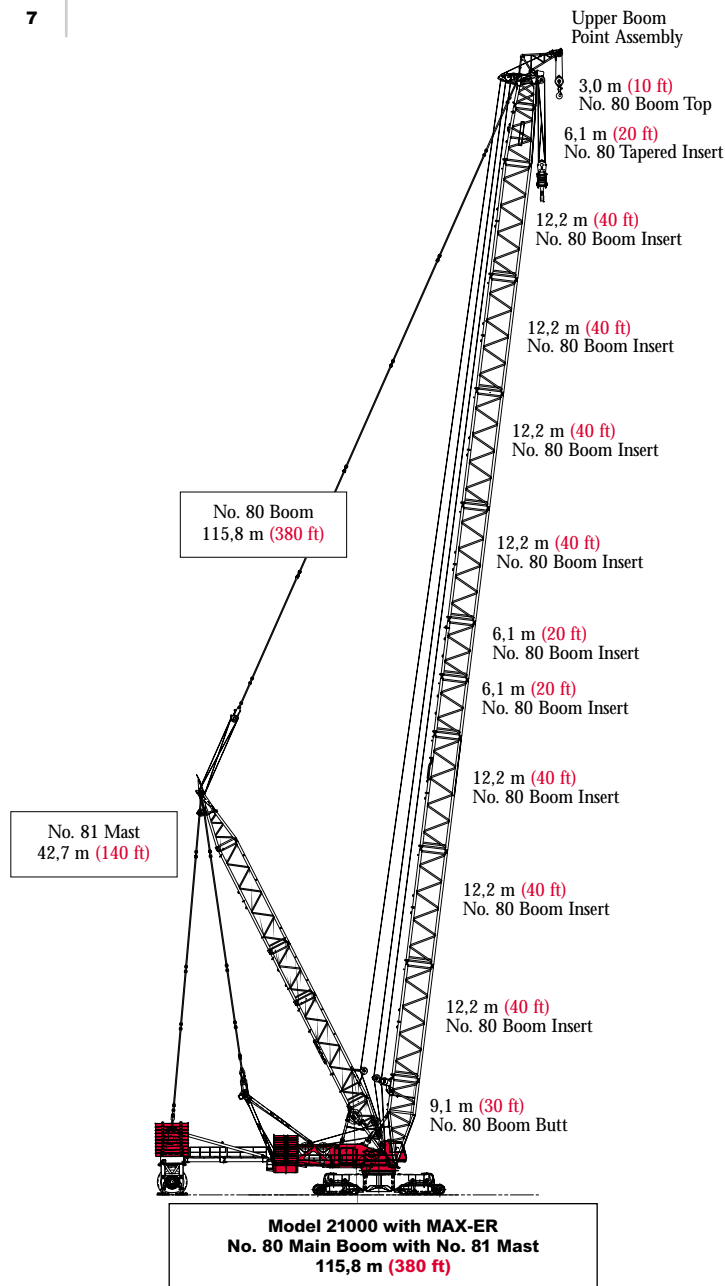 7
Upper Boom
Point Assembly
3,0 m (10 ft)
No. 80 Boom Top
6,1 m (20 ft)
No. 80 Tapered Insert
12,2 m (40 ft)
No. 80 Boom Insert
12,2 m (40 ft)
No. 80 Boom Insert
12,2 m (40 ft)
No. 80 Boom Insert
No. 80 Boom
115,8 m (380 ft)
12,2 m (40 ft)
No. 80 Boom Insert
6,1 m (20 ft)
No. 80 Boom Insert
6,1 m (20 ft)
No. 80 Boom Insert
12,2 m (40 ft)
No. 80 Boom Insert
No. 81 Mast
42,7 m (140 ft)
12,2 m (40 ft)
No. 80 Boom Insert
12,2 m (40 ft)
No. 80 Boom Insert
9,1 m (30 ft)
No. 80 Boom Butt
Model 21000 with MAX-ER
No. 80 Main Boom with No. 81 Mast
115,8 m (380 ft)